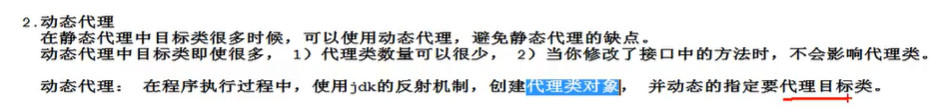 2.动态代理
在静态代理中目标类很多时候，可以使用动态代理，避免静态代理的缺点。
动态代理中目标类即使很多， 1）代理类数量可以很少， 2）当你修改了接口中的方法时，不会影响代理类。
动态代理： 在程序执行过程中，使用jdk的反射机制，创建代理类对象， 并动态的指定要代理目标类。